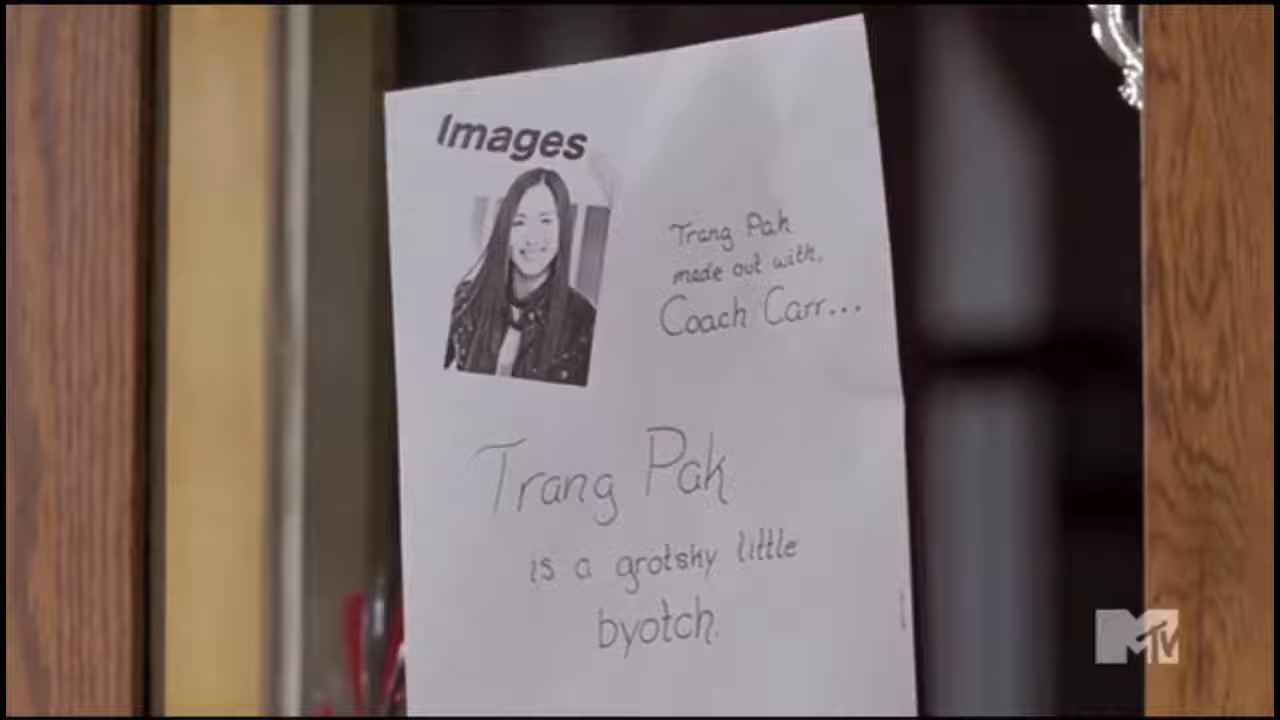 Images
Trang Pak
made out with,
Coach Carr...
Trang Pak
is a grotsky little
byotch.
MTV